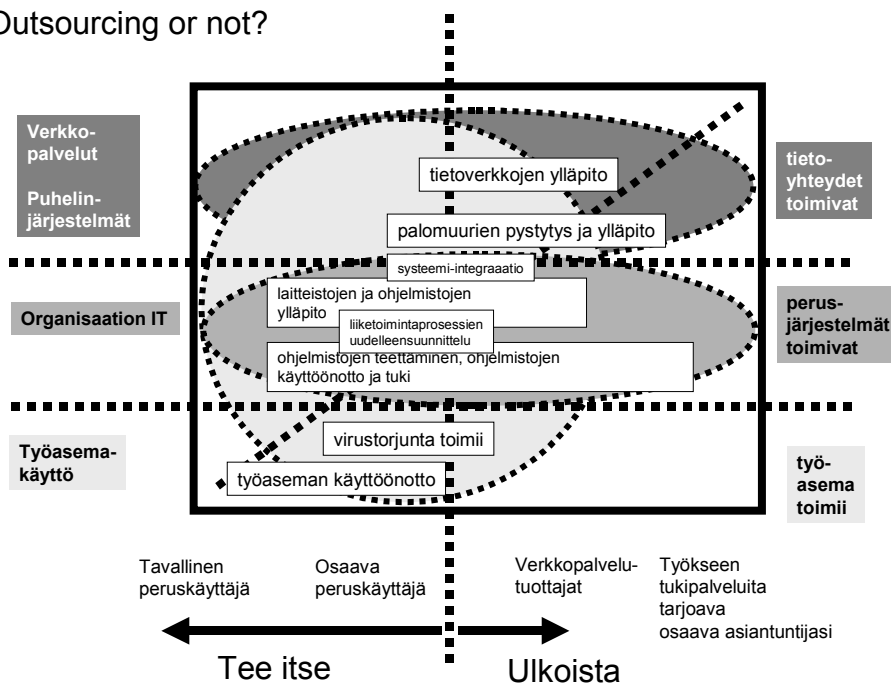 Outsourcing or not?
Verkko-
palvelut
Puhelin-
järjestelmät
tietoverkkojen ylläpito
tieto-
yhteydet
toimivat
palomuurien pystytys ja ylläpito
systeemi-integraaatio
Organisaation IT
laitteistojen ja ohjelmistojen
ylläpito
liiketoimintaprosessien
uudelleensuunnittelu
ohjelmistojen teettäminen, ohjelmistojen
käyttöönotto ja tuki
perus-
järjestelmät
toimivat
Työasema-
käyttö
virustorjunta toimii
työaseman käyttöönotto
työ-
asema
toimii
Tavallinen
peruskäyttäjä
Osaava
peruskäyttäjä
Verkkopalvelu-
tuottajat
Työkseen
tukipalveluita
tarjoava
osaava asiantuntijasi
Tee itse
Ulkoista